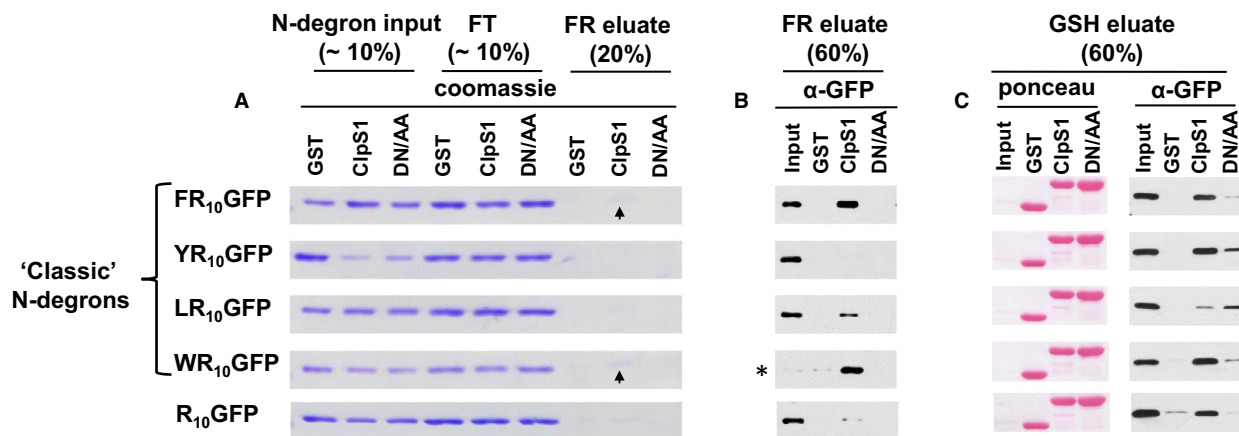 N-degron input (~ 10%)
FT (~ 10%)
FR eluate (20%)
FR eluate (60%)
GSH eluate (60%)
A
coomassie
B
α-GFP
C
ponceau
α-GFP
GST ClpS1 DN/AA GST ClpS1 DN/AA GST ClpS1 DN/AA
Input GST ClpS1 DN/AA
Input GST ClpS1 DN/AA
Input GST ClpS1 DN/AA
'Classic' N-degrons
FR₁₀GFP
YR₁₀GFP
LR₁₀GFP
WR₁₀GFP
*
R₁₀GFP